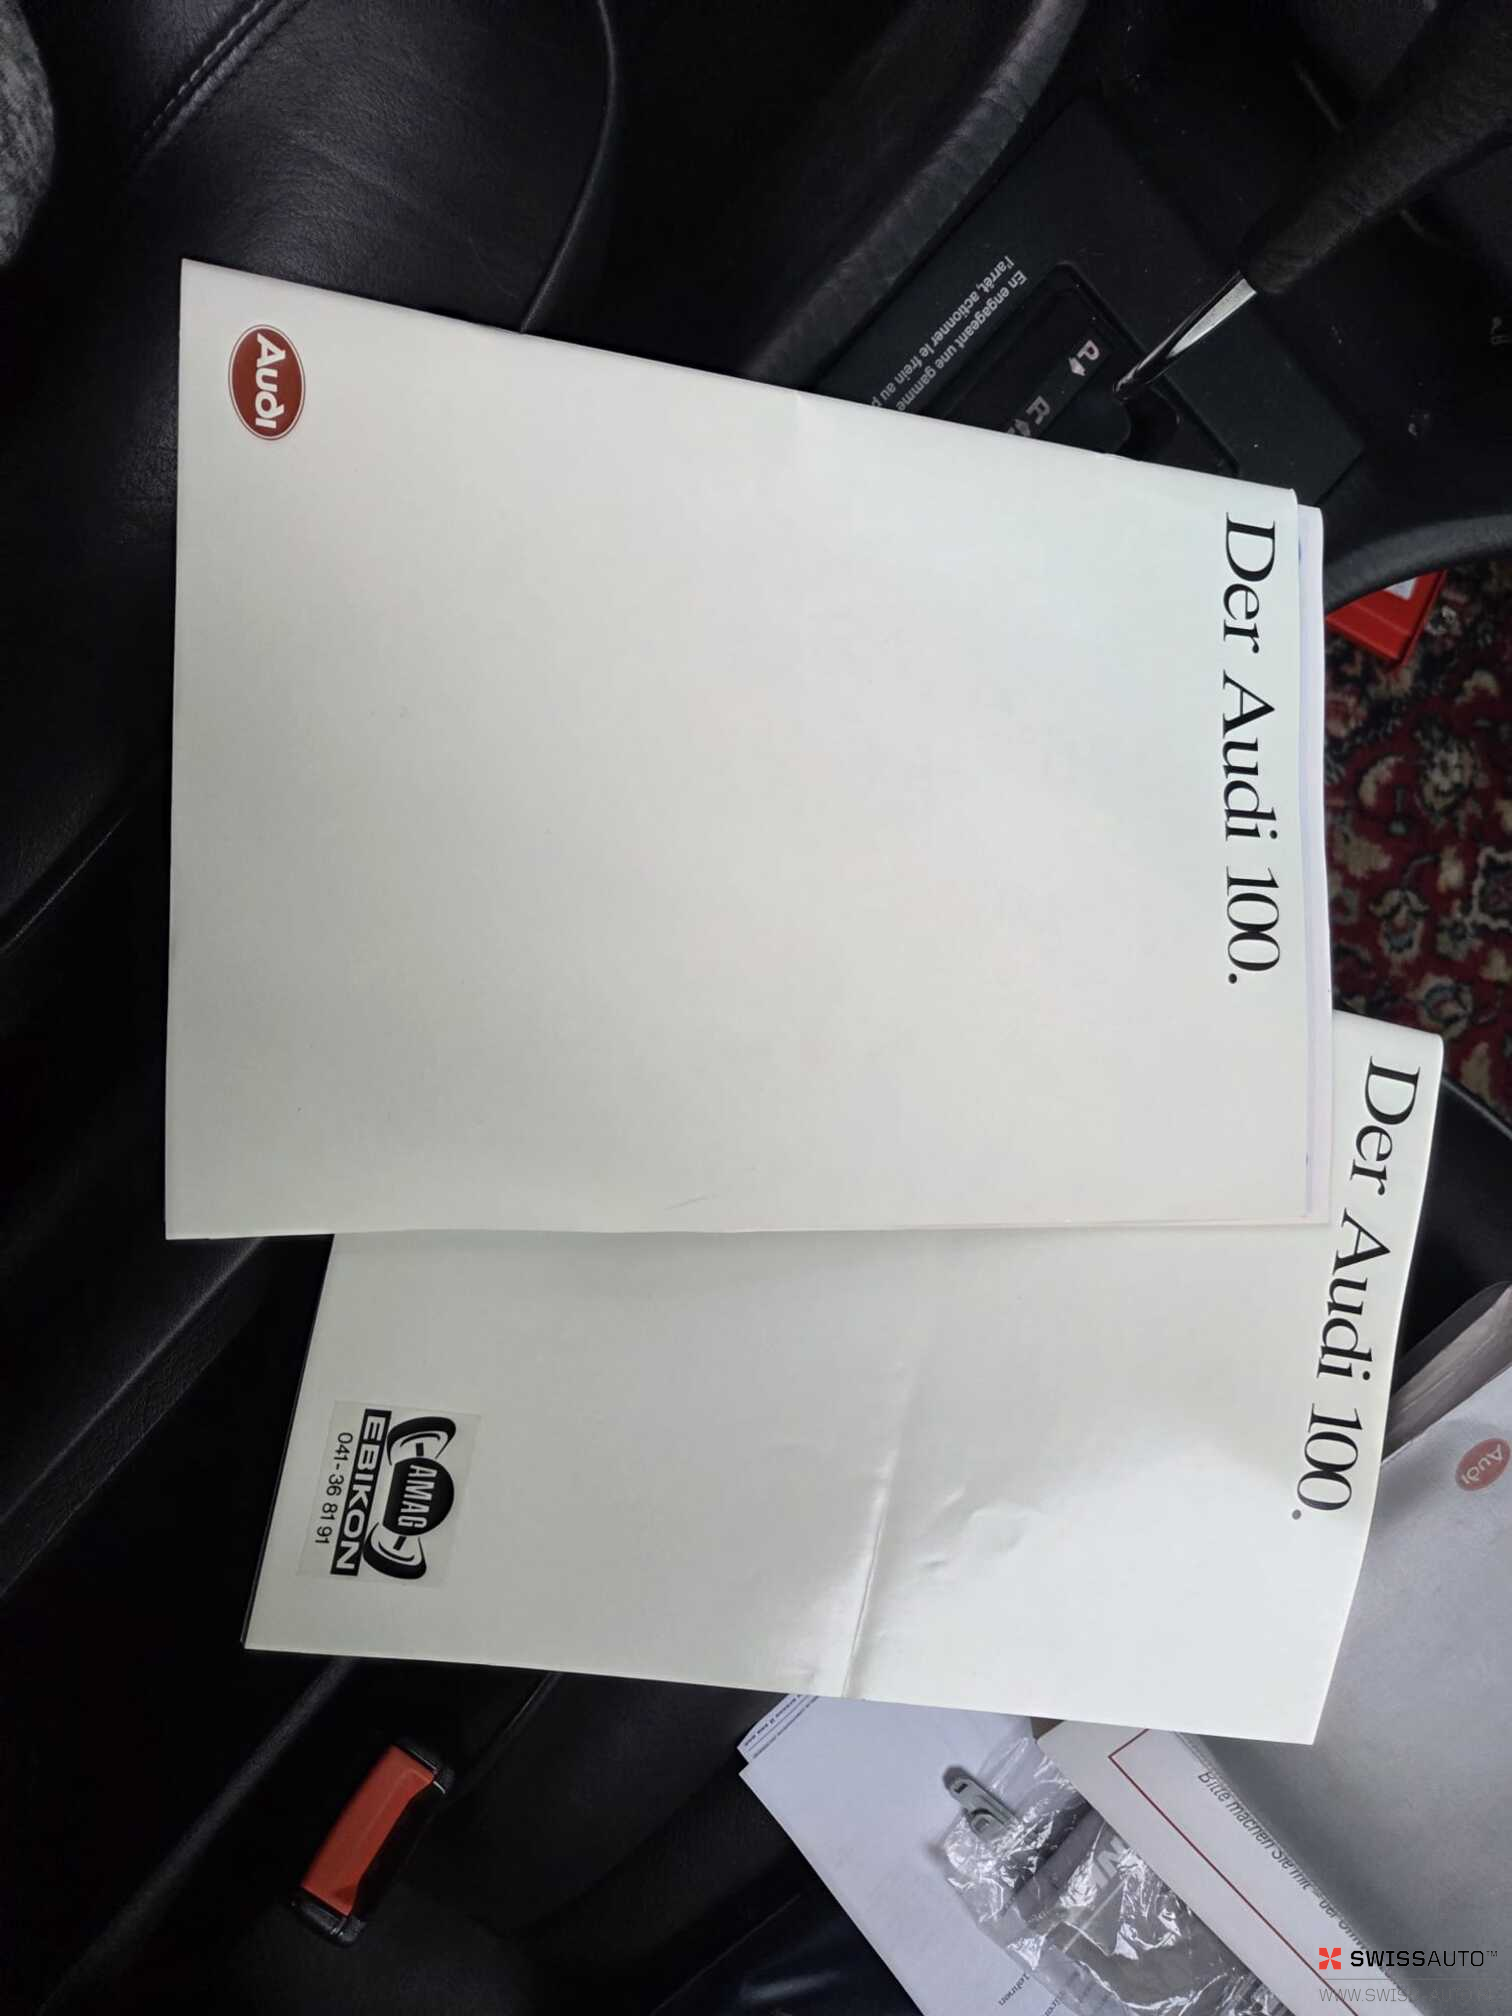 Der Audi 100.
Audi
Der Audi 100.
AMAG
EBIKON
041-36 81 91
En engageant une gamme
l'arrêt, actionner le frein au
P
R
Audi
Bitte machen Sie mit
SWISSAUTO™